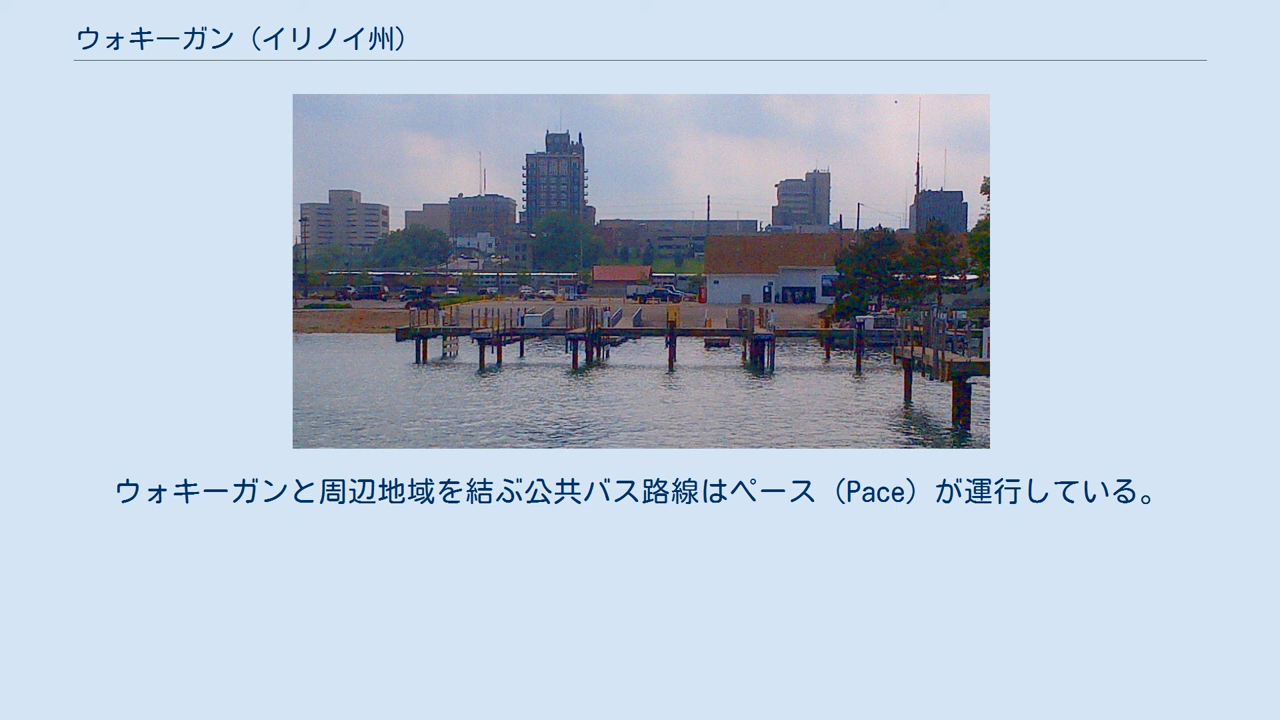 ウォキーガン（イリノイ州）
ウォキーガンと周辺地域を結ぶ公共バス路線はペース（Pace）が運行している。